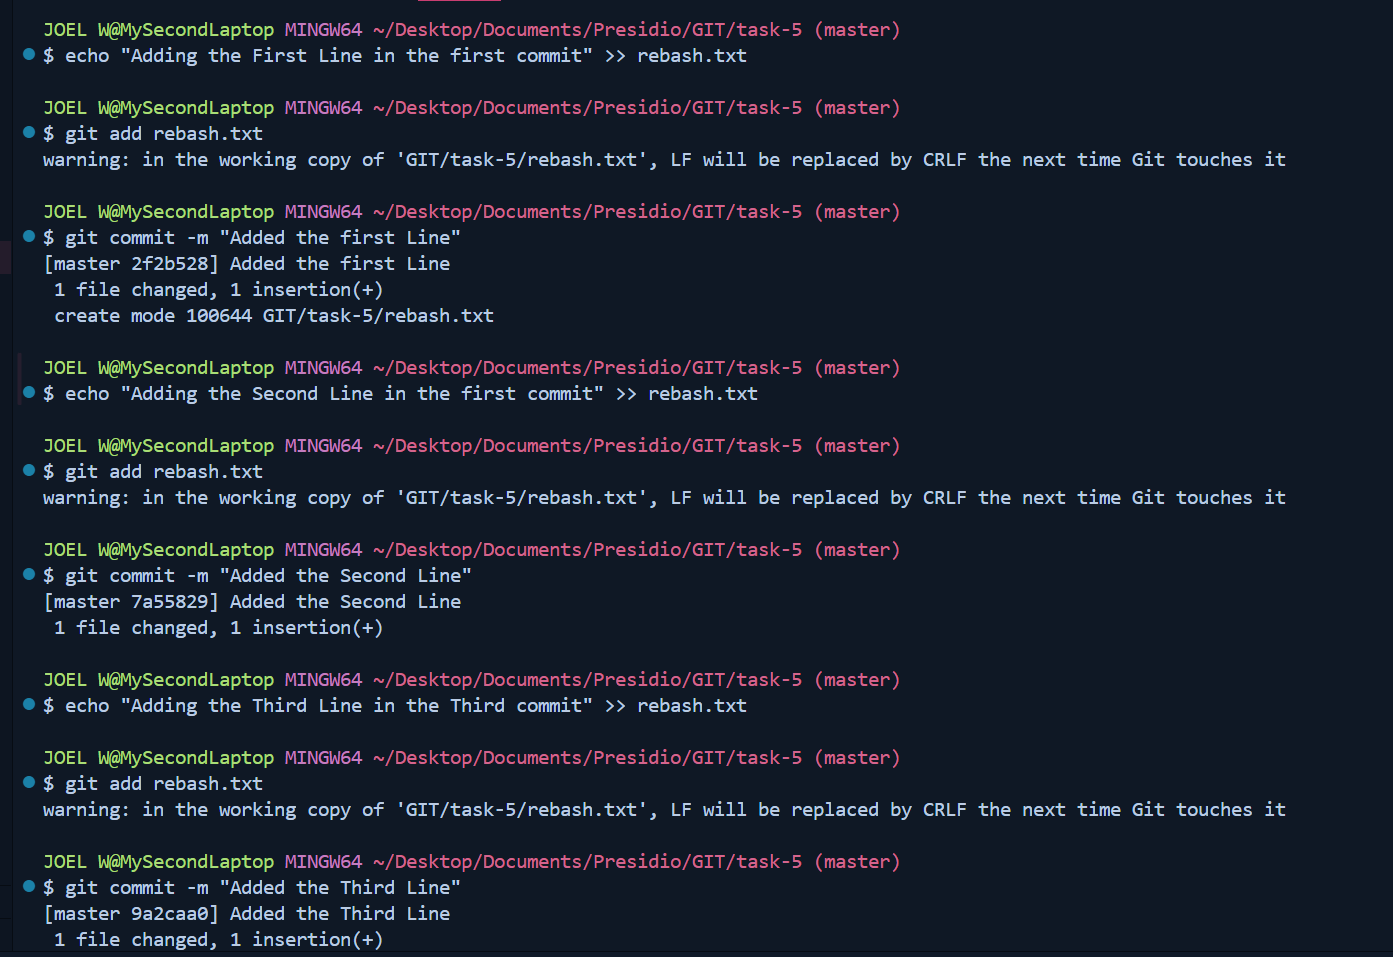 JOEL W@MySecondLaptop MINGW64 ~/Desktop/Documents/Presidio/GIT/task-5 (master)
$ echo "Adding the First Line in the first commit" >> rebash.txt
JOEL W@MySecondLaptop MINGW64 ~/Desktop/Documents/Presidio/GIT/task-5 (master)
$ git add rebash.txt
warning: in the working copy of 'GIT/task-5/rebash.txt', LF will be replaced by CRLF the next time Git touches it
JOEL W@MySecondLaptop MINGW64 ~/Desktop/Documents/Presidio/GIT/task-5 (master)
$ git commit -m "Added the first Line"
[master 2f2b528] Added the first Line
 1 file changed, 1 insertion(+)
 create mode 100644 GIT/task-5/rebash.txt
JOEL W@MySecondLaptop MINGW64 ~/Desktop/Documents/Presidio/GIT/task-5 (master)
$ echo "Adding the Second Line in the first commit" >> rebash.txt
JOEL W@MySecondLaptop MINGW64 ~/Desktop/Documents/Presidio/GIT/task-5 (master)
$ git add rebash.txt
warning: in the working copy of 'GIT/task-5/rebash.txt', LF will be replaced by CRLF the next time Git touches it
JOEL W@MySecondLaptop MINGW64 ~/Desktop/Documents/Presidio/GIT/task-5 (master)
$ git commit -m "Added the Second Line"
[master 7a55829] Added the Second Line
 1 file changed, 1 insertion(+)
JOEL W@MySecondLaptop MINGW64 ~/Desktop/Documents/Presidio/GIT/task-5 (master)
$ echo "Adding the Third Line in the Third commit" >> rebash.txt
JOEL W@MySecondLaptop MINGW64 ~/Desktop/Documents/Presidio/GIT/task-5 (master)
$ git add rebash.txt
warning: in the working copy of 'GIT/task-5/rebash.txt', LF will be replaced by CRLF the next time Git touches it
JOEL W@MySecondLaptop MINGW64 ~/Desktop/Documents/Presidio/GIT/task-5 (master)
$ git commit -m "Added the Third Line"
[master 9a2caa0] Added the Third Line
 1 file changed, 1 insertion(+)